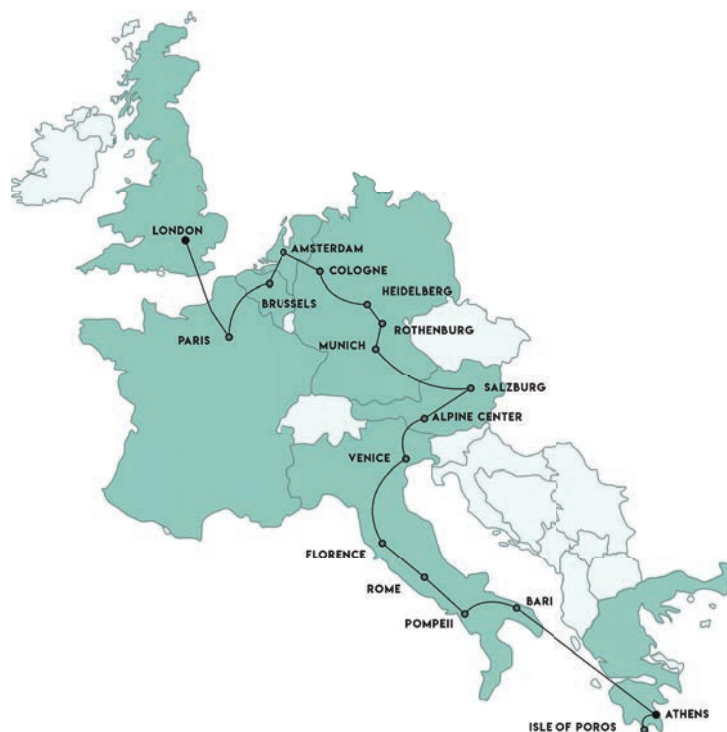 LONDON
AMSTERDAM
COLOGNE
BRUSSELS
HEIDELBERG
ROTHENBURG
PARIS
MUNICH
SALZBURG
ALPINE CENTER
VENICE
FLORENCE
ROME
BARI
POMPEII
ATHENS
ISLE OF POROS